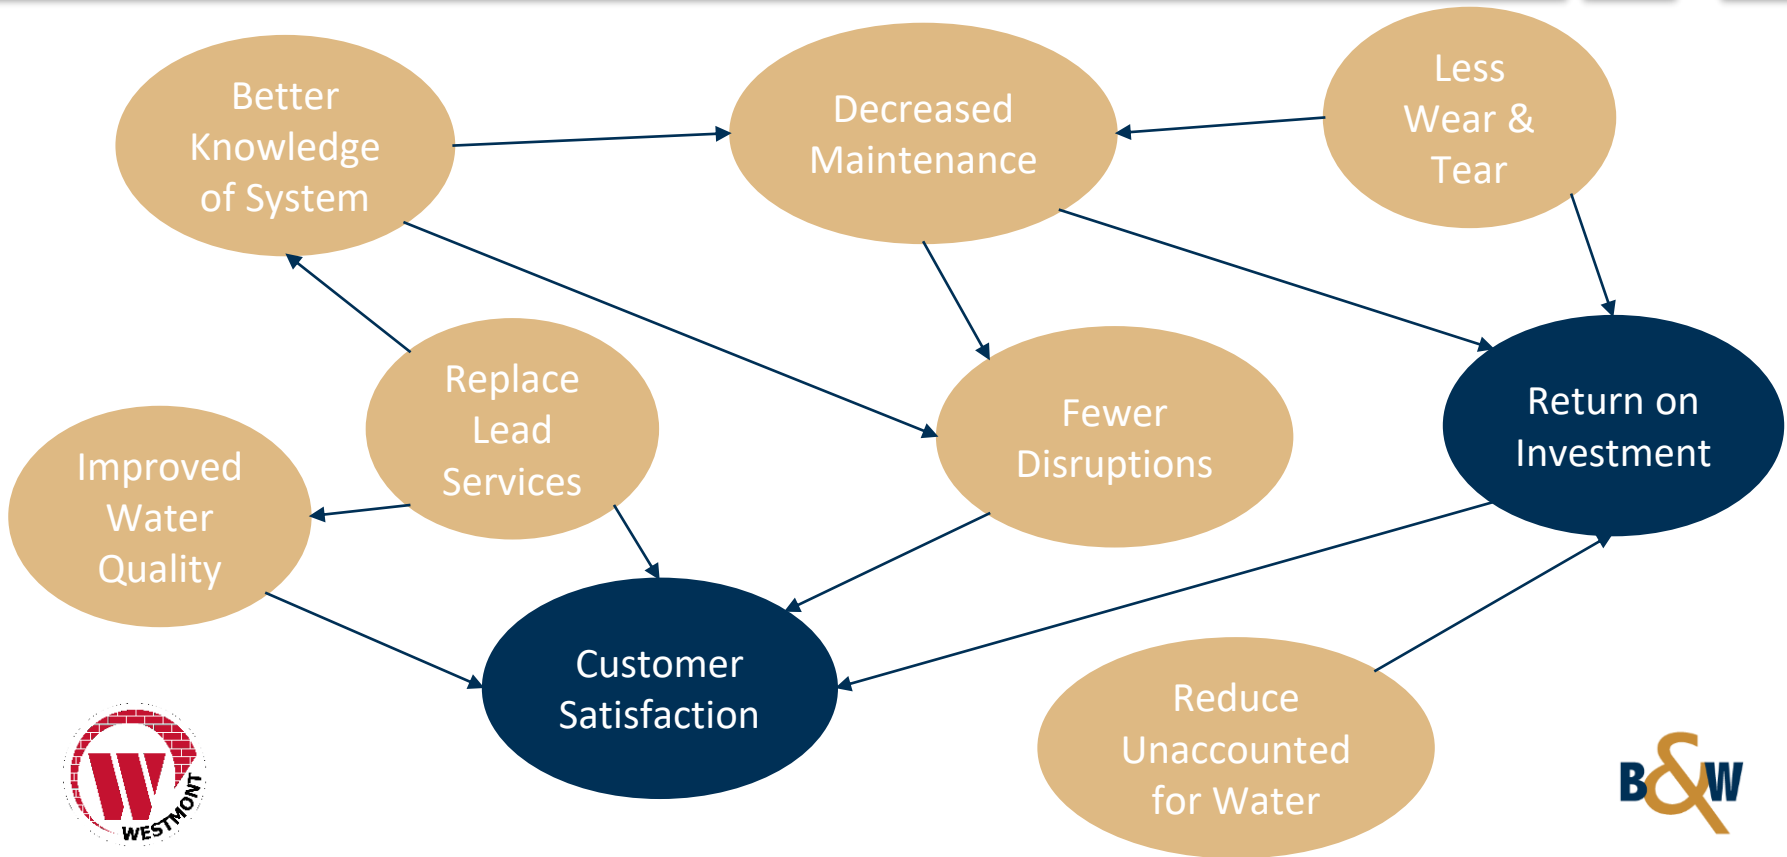 Better
Knowledge
of System
Decreased
Maintenance
Less
Wear &
Tear
Replace
Lead
Services
Fewer
Disruptions
Return on
Investment
Improved
Water
Quality
Customer
Satisfaction
Reduce
Unaccounted
for Water
W
WESTMONT
B&W